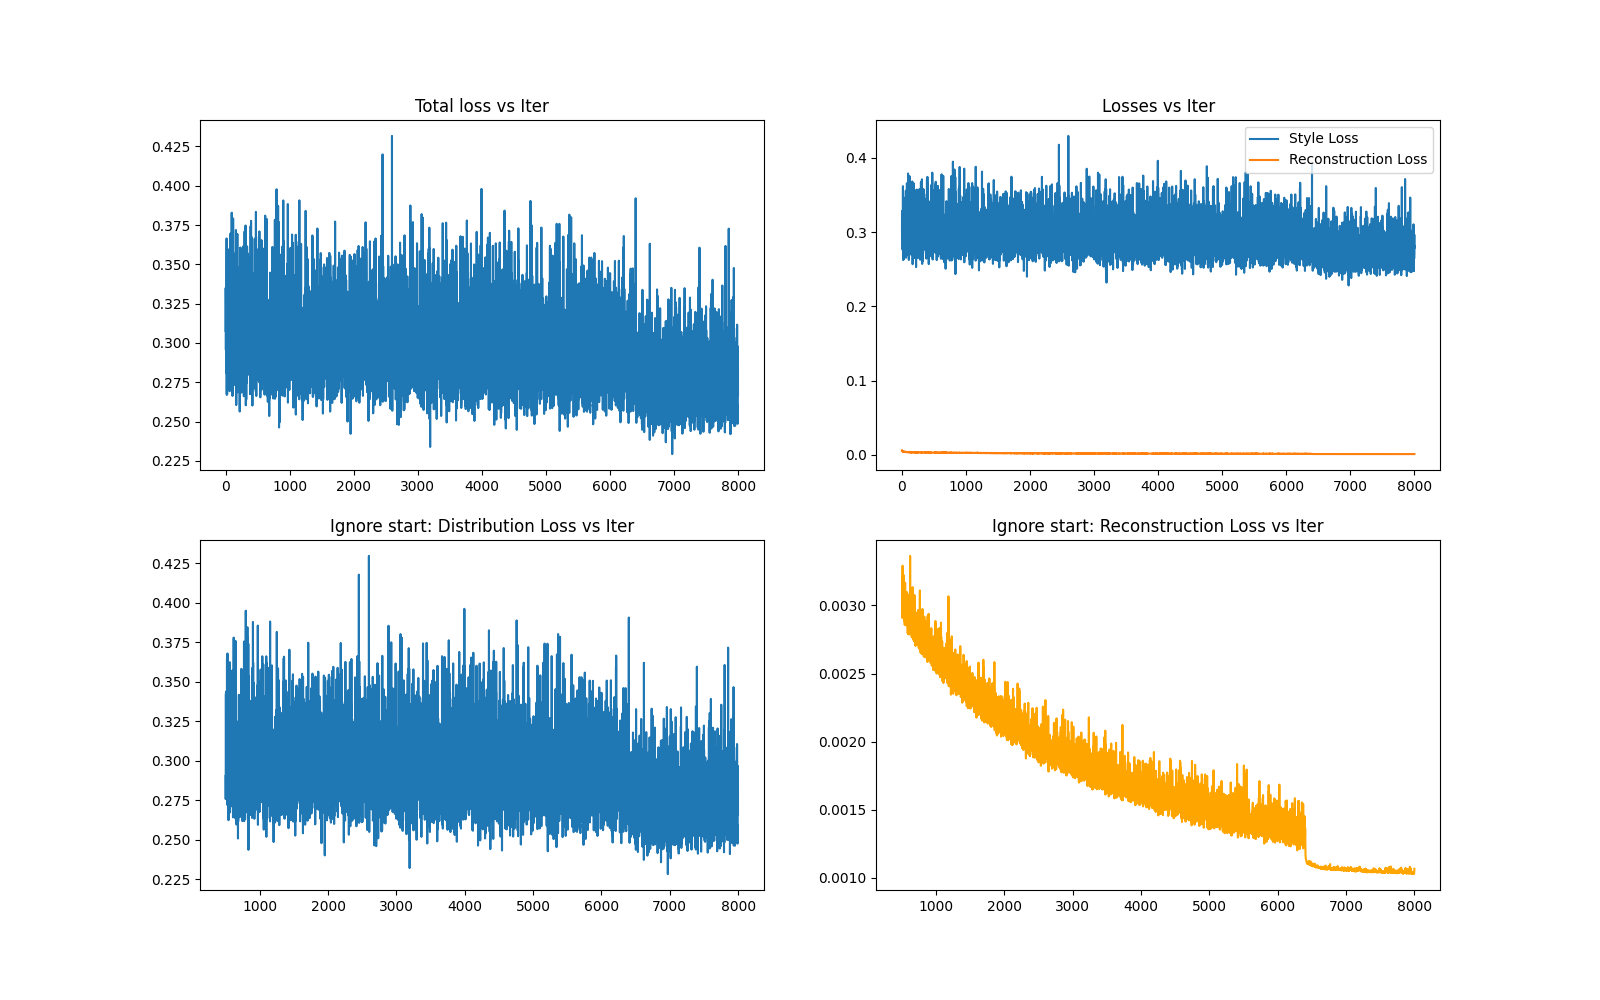 Total loss vs Iter
0.425
0.400
0.375
0.350
0.325
0.300
0.275
0.250
0.225
0 1000 2000 3000 4000 5000 6000 7000 8000
Losses vs Iter
Style Loss
Reconstruction Loss
0.4
0.3
0.2
0.1
0.0
0 1000 2000 3000 4000 5000 6000 7000 8000
Ignore start: Distribution Loss vs Iter
0.425
0.400
0.375
0.350
0.325
0.300
0.275
0.250
0.225
1000 2000 3000 4000 5000 6000 7000 8000
Ignore start: Reconstruction Loss vs Iter
0.0030
0.0025
0.0020
0.0015
0.0010
1000 2000 3000 4000 5000 6000 7000 8000